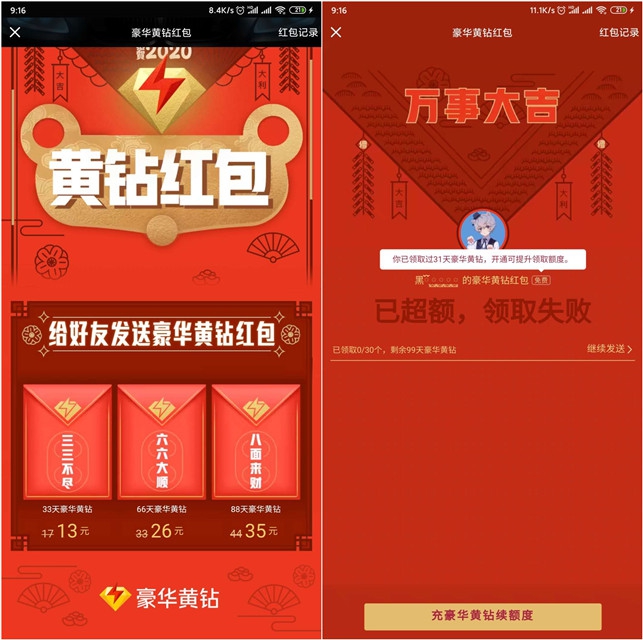 9:16
8.4K/s
21
豪华黄钻红包
红包记录
2020
大吉
大利
黄钻红包
给好友发送豪华黄钻红包
三三不尽
六六大顺
八面来财
33天豪华黄钻
66天豪华黄钻
88天豪华黄钻
17 13元
33 26元
44 35元
豪华黄钻
9:16
11.1K/s
21
豪华黄钻红包
红包记录
万事大吉
大吉
大利
你已领取过31天豪华黄钻，开通可提升领取额度。
黑
的豪华黄钻红包 免费
已超额，领取失败
已领取0/30个，剩余99天豪华黄钻
继续发送
充豪华黄钻续额度